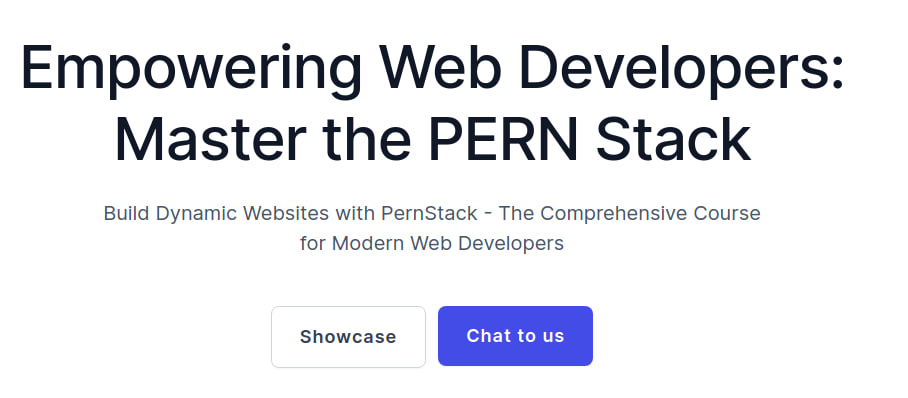 Empowering Web Developers:
Master the PERN Stack
Build Dynamic Websites with PernStack - The Comprehensive Course
for Modern Web Developers
Showcase
Chat to us